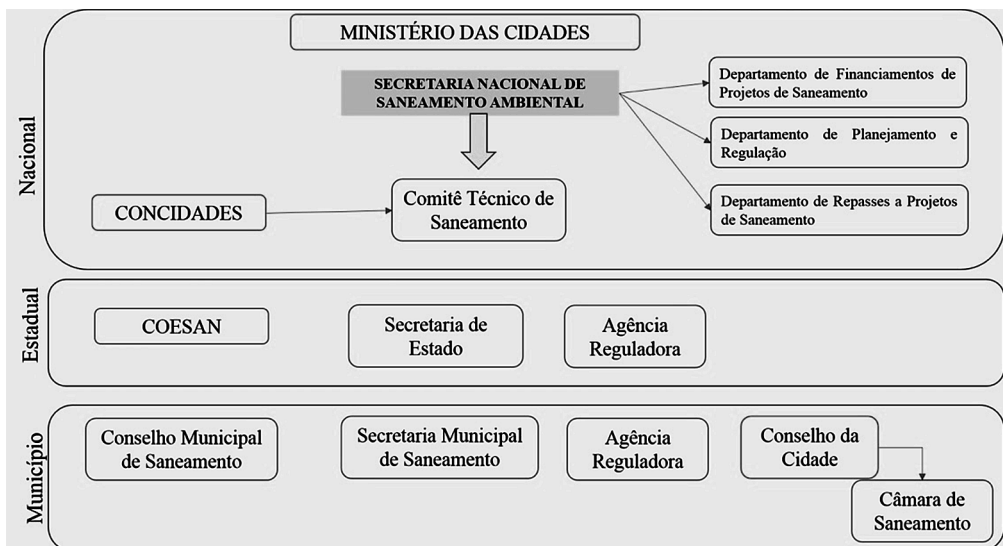 MINISTÉRIO DAS CIDADES
SECRETARIA NACIONAL DE
SANEAMENTO AMBIENTAL
Departamento de Financiamentos de
Projetos de Saneamento
Departamento de Planejamento e
Regulação
Departamento de Repasses a Projetos
de Saneamento
Nacional
CONCIDADES
Comitê Técnico de
Saneamento
Estadual
COESAN
Secretaria de
Estado
Agência
Reguladora
Município
Conselho Municipal
de Saneamento
Secretaria Municipal
de Saneamento
Agência
Reguladora
Conselho da
Cidade
Câmara de
Saneamento